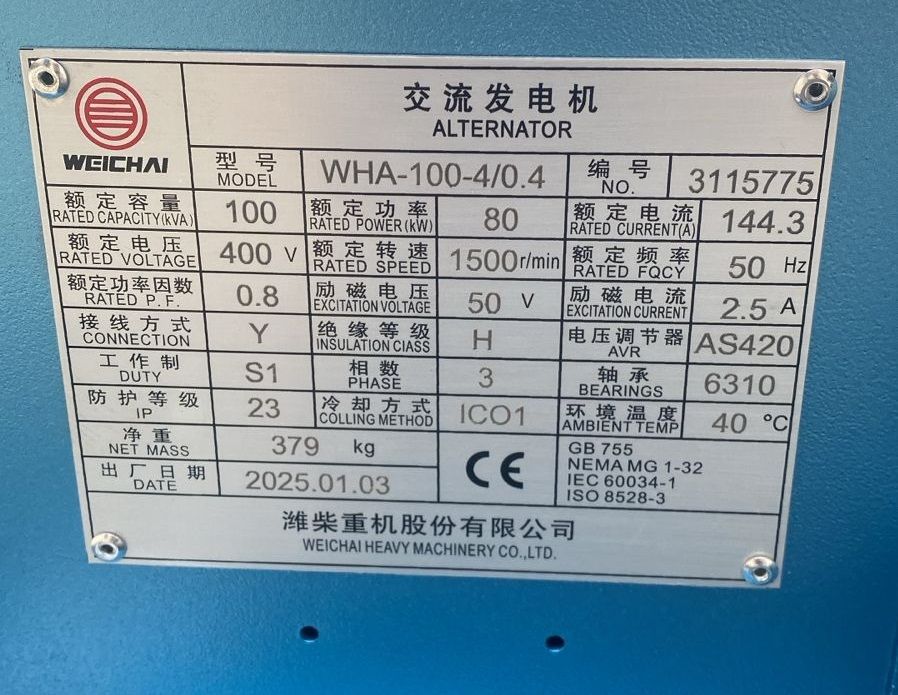 WEICHAI
交流发电机
ALTERNATOR
型号 MODEL WHA-100-4/0.4 编号 NO. 3115775
额定容量 RATED CAPACITY(kVA) 100 额定功率 RATED POWER(kW) 80 额定电流 RATED CURRENT(A) 144.3
额定电压 RATED VOLTAGE 400 V 额定转速 RATED SPEED 1500r/min 额定频率 RATED FQCY 50 Hz
额定功率因数 RATED P.F. 0.8 励磁电压 EXCITATION VOLTAGE 50 V 励磁电流 EXCITATION CURRENT 2.5 A
接线方式 CONNECTION Y 绝缘等级 INSULATION ClASS H 电压调节器 AVR AS420
工作制 DUTY S1 相数 PHASE 3 轴承 BEARINGS 6310
防护等级 IP 23 冷却方式 COLLING METHOD ICO1 环境温度 AMBIENT TEMP 40 °C
净重 NET MASS 379 kg
出厂日期 DATE 2025.01.03
CE
GB 755
NEMA MG 1-32
IEC 60034-1
ISO 8528-3
潍柴重机股份有限公司
WEICHAI HEAVY MACHINERY CO.,LTD.